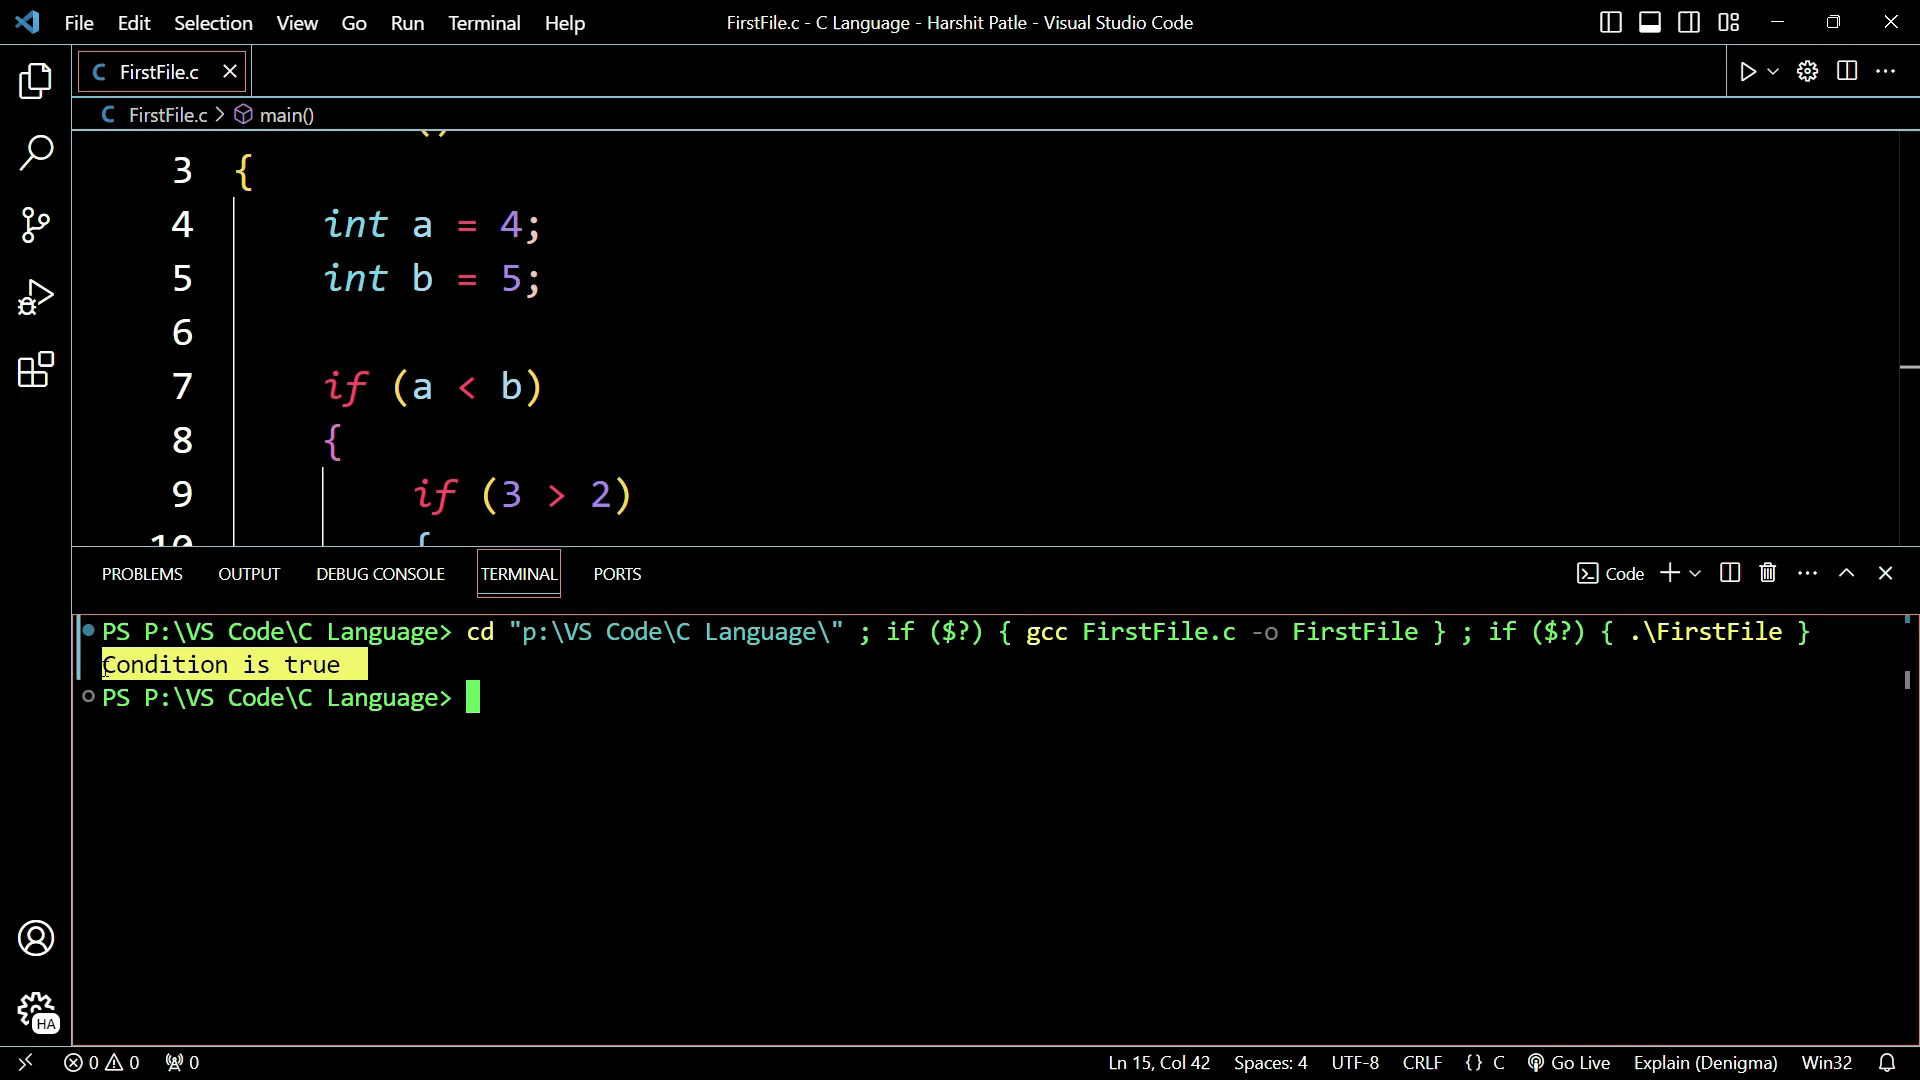 File Edit Selection View Go Run Terminal Help FirstFile.c - C Language - Harshit Patle - Visual Studio Code
C FirstFile.c
C FirstFile.c > main()
3 {
4 int a = 4;
5 int b = 5;
6
7 if (a < b)
8 {
9 if (3 > 2)
10 {
PROBLEMS OUTPUT DEBUG CONSOLE TERMINAL PORTS Code
PS P:\VS Code\C Language> cd "p:\VS Code\C Language\" ; if ($?) { gcc FirstFile.c -o FirstFile } ; if ($?) { .\FirstFile }
Condition is true
PS P:\VS Code\C Language>
HA
0 0 0 Ln 15, Col 42 Spaces: 4 UTF-8 CRLF {} C Go Live Explain (Denigma) Win32